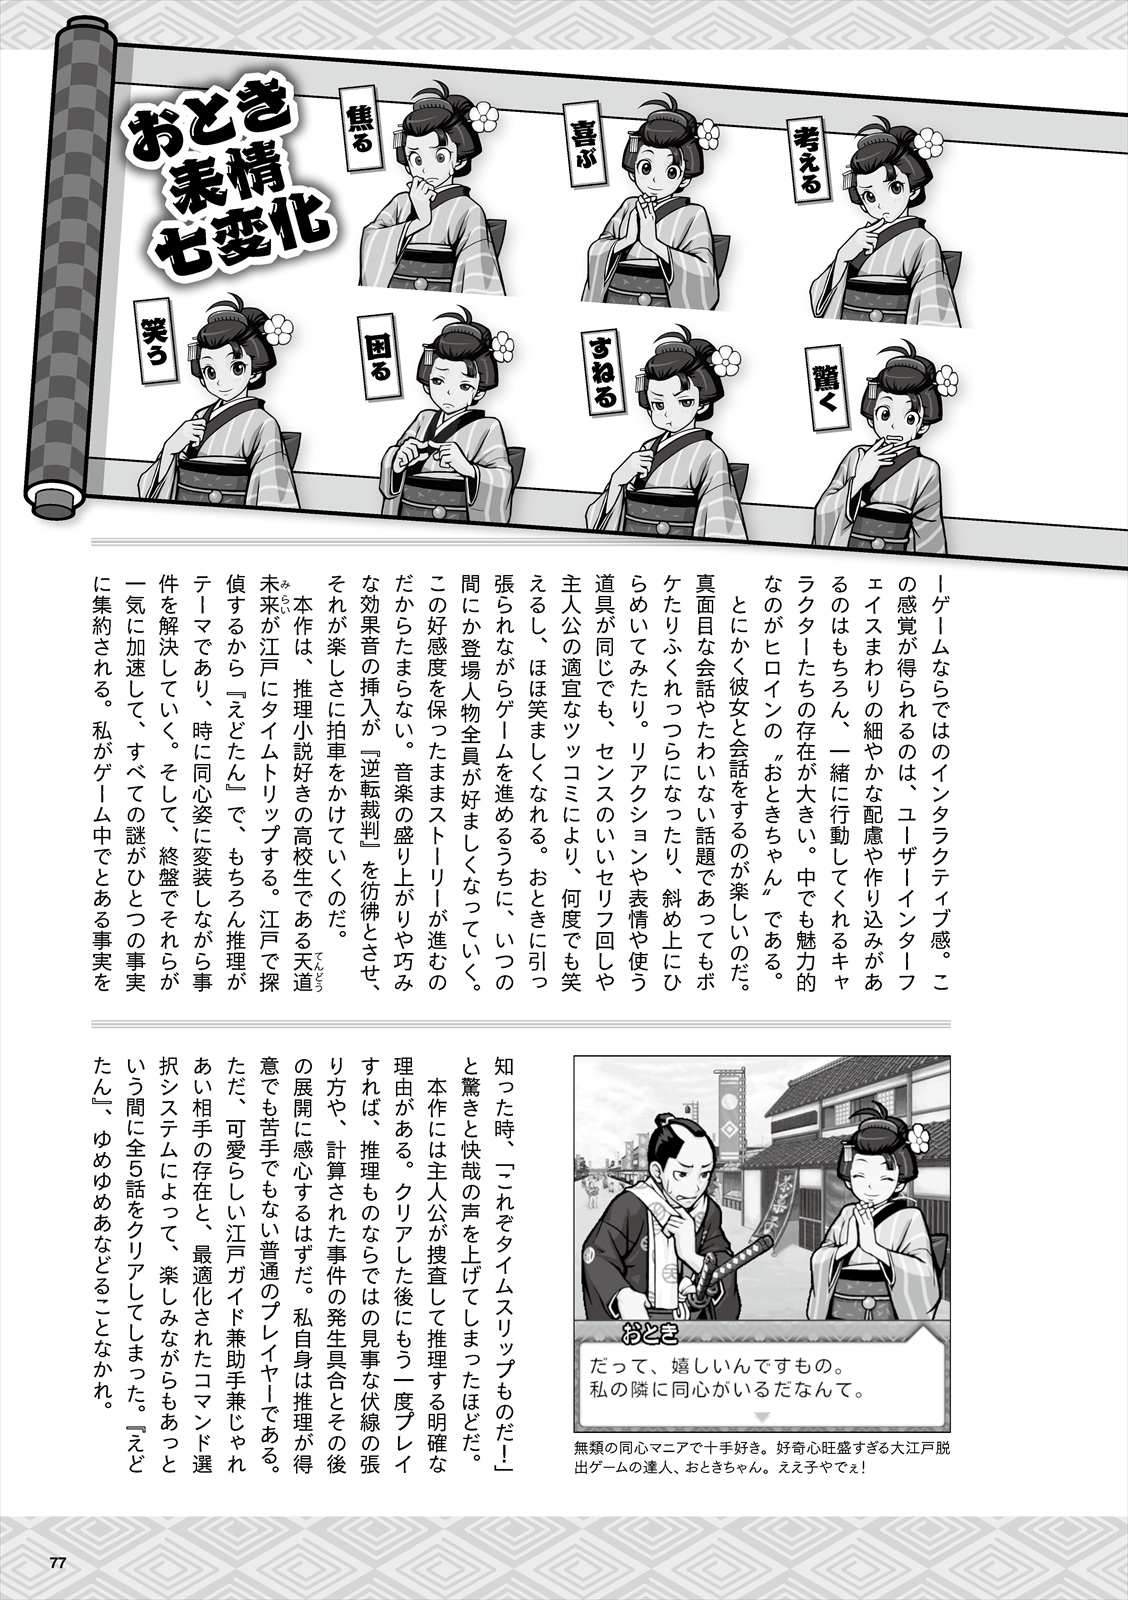 おとき
表情
七変化
考える
喜ぶ
焦る
驚く
すねる
困る
笑う
ーゲームならではのインタラクティブ感。こ
の感覚が得られるのは、ユーザーインターフ
ェイスまわりの細やかな配慮や作り込みがあ
るのはもちろん、一緒に行動してくれるキャ
ラクターたちの存在が大きい。中でも魅力的
なのがヒロインの〝おときちゃん〟である。
とにかく彼女と会話をするのが楽しいのだ。
真面目な会話やたわいない話題であってもボ
ケたりふくれっつらになったり、斜め上にひ
らめいてみたり。リアクションや表情や使う
道具が同じでも、センスのいいセリフ回しや
主人公の適宜なツッコミにより、何度でも笑
えるし、ほほ笑ましくなれる。おときに引っ
張られながらゲームを進めるうちに、いつの
間にか登場人物全員が好ましくなっていく。
この好感度を保ったままストーリーが進むの
だからたまらない。音楽の盛り上がりや巧み
な効果音の挿入が『逆転裁判』を彷彿とさせ、
それが楽しさに拍車をかけていくのだ。
本作は、推理小説好きの高校生である天道
てんどう
未来が江戸にタイムトリップする。江戸で探
みらい
偵するから『えどたん』で、もちろん推理が
テーマであり、時に同心姿に変装しながら事
件を解決していく。そして、終盤でそれらが
一気に加速して、すべての謎がひとつの事実
に集約される。私がゲーム中でとある事実を
知った時、「これぞタイムスリップものだ！」
と驚きと快哉の声を上げてしまったほどだ。
本作には主人公が捜査して推理する明確な
理由がある。クリアした後にもう一度プレイ
すれば、推理ものならではの見事な伏線の張
り方や、計算された事件の発生具合とその後
の展開に感心するはずだ。私自身は推理が得
意でも苦手でもない普通のプレイヤーである。
ただ、可愛らしい江戸ガイド兼助手兼じゃれ
あい相手の存在と、最適化されたコマンド選
択システムによって、楽しみながらもあっと
いう間に全5話をクリアしてしまった。『えど
たん』、ゆめゆめあなどることなかれ。
おとき
だって、嬉しいんですもの。
私の隣に同心がいるだなんて。
無類の同心マニアで十手好き。好奇心旺盛すぎる大江戸脱
出ゲームの達人、おときちゃん。ええ子やでぇ！
77